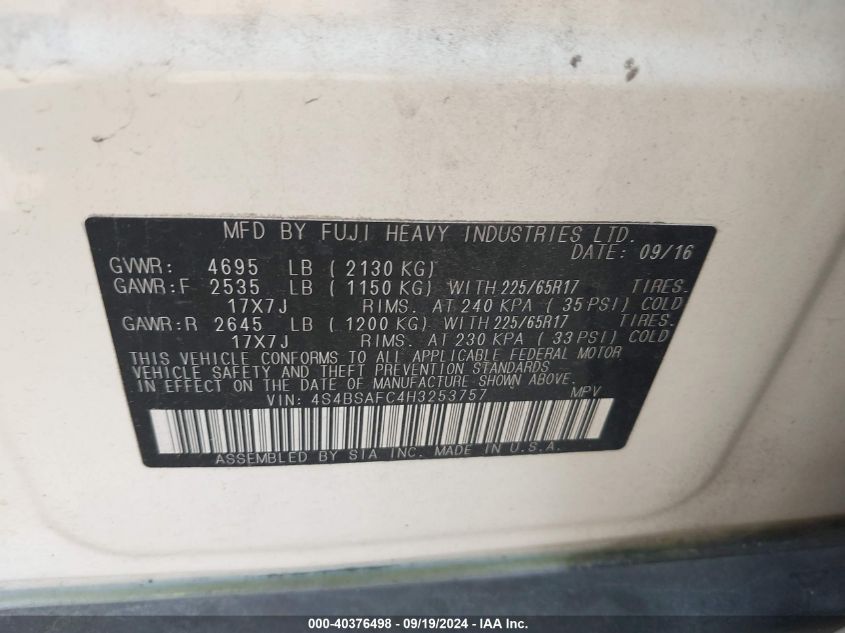 MFD BY FUJI HEAVY INDUSTRIES LTD.
DATE: 09/16
GVWR: 4695 LB ( 2130 KG)
GAWR:F 2535 LB ( 1150 KG) WITH 225/65R17 TIRES.
17X7J RIMS. AT 240 KPA ( 35 PSI) COLD
GAWR:R 2645 LB ( 1200 KG) WITH 225/65R17 TIRES.
17X7J RIMS. AT 230 KPA ( 33 PSI) COLD
THIS VEHICLE CONFORMS TO ALL APPLICABLE FEDERAL MOTOR
VEHICLE SAFETY AND THEFT PREVENTION STANDARDS
IN EFFECT ON THE DATE OF MANUFACTURE SHOWN ABOVE.
VIN: 4S4BSAFC4H3253757 MPV
ASSEMBLED BY SIA INC. MADE IN U.S.A.
000-40376498 - 09/19/2024 - IAA Inc.